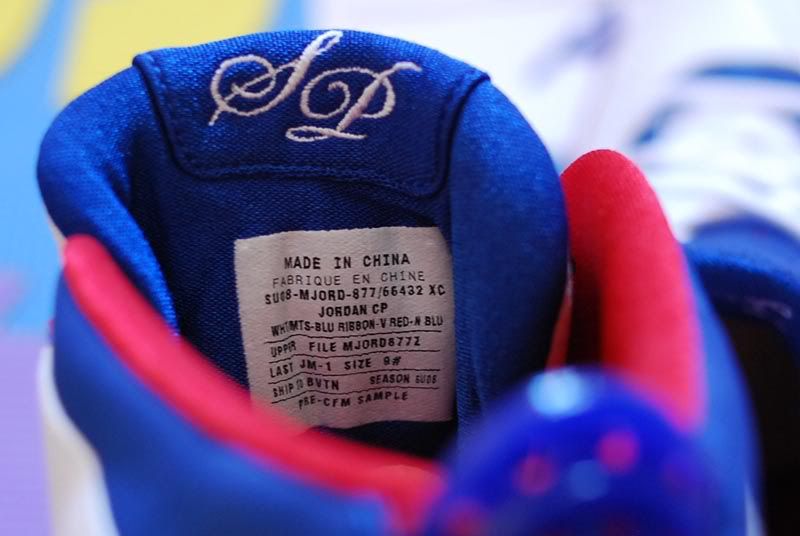 SP
MADE IN CHINA
FABRIQUE EN CHINE
SU08-MJORD-877/66432 XC
JORDAN CP
WHT/MTS-BLU RIBBON-V RED-N BLU
UPPER FILE MJORD877Z
LAST JM-1 SIZE 9#
SHIP TO BVTN SEASON SU08
PRE-CFM SAMPLE